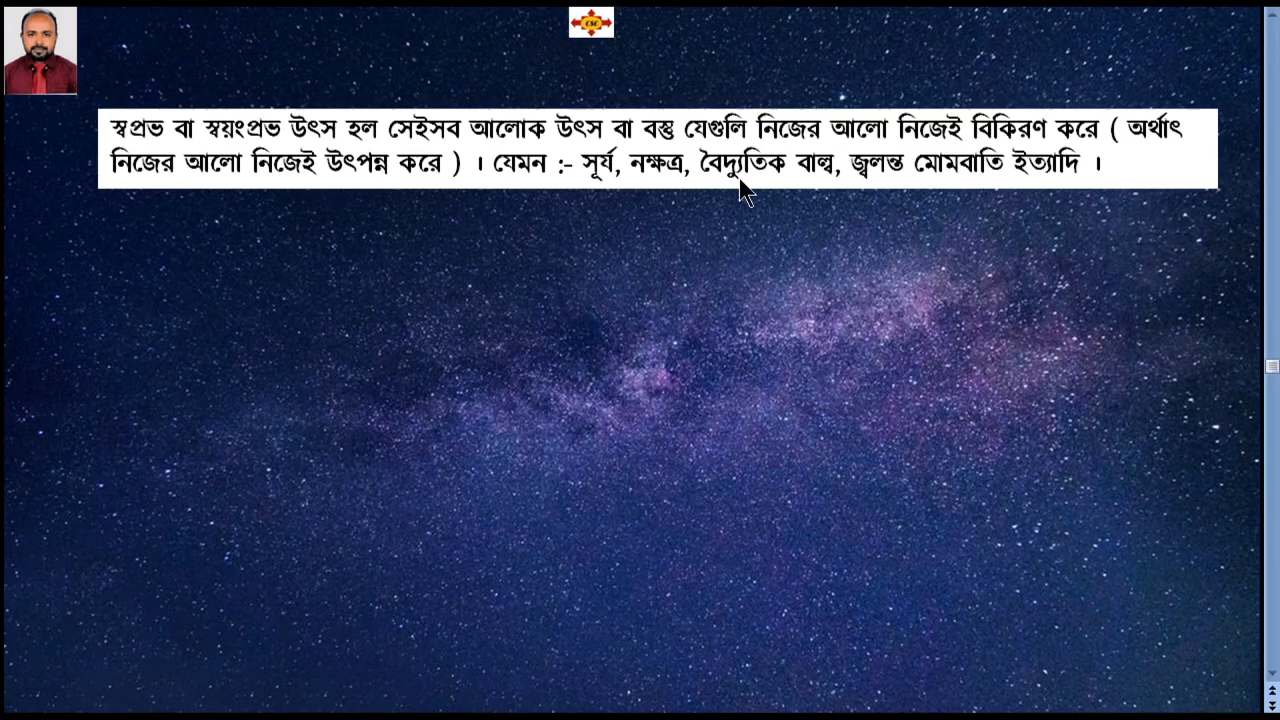 CSC
স্বপ্রভ বা স্বয়ংপ্রভ উৎস হল সেইসব আলোক উৎস বা বস্তু যেগুলি নিজের আলো নিজেই বিকিরণ করে ( অর্থাৎ
নিজের আলো নিজেই উৎপন্ন করে ) । যেমন :- সূর্য, নক্ষত্র, বৈদ্যুতিক বাল্ব, জ্বলন্ত মোমবাতি ইত্যাদি ।